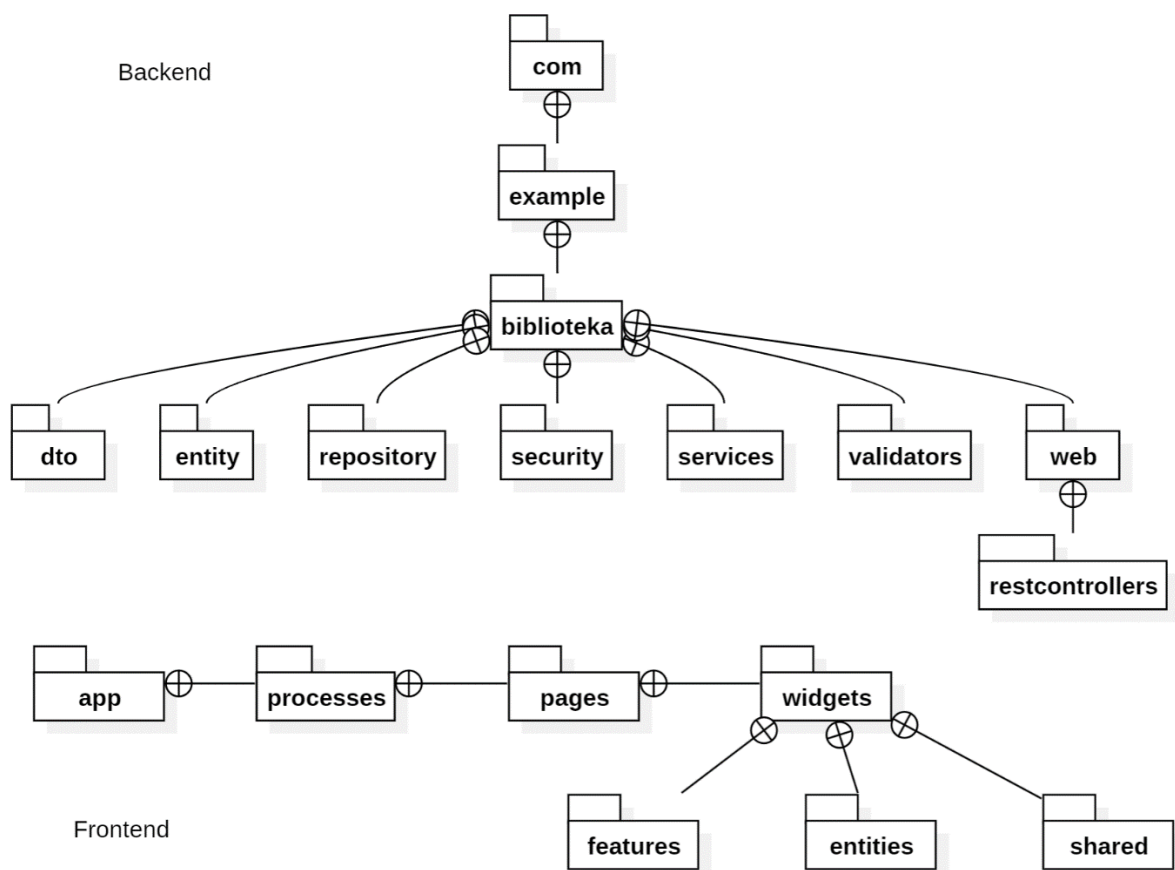 com
Backend
example
biblioteka
dto
entity
repository
security
services
validators
web
restcontrollers
app
processes
pages
widgets
Frontend
features
entities
shared